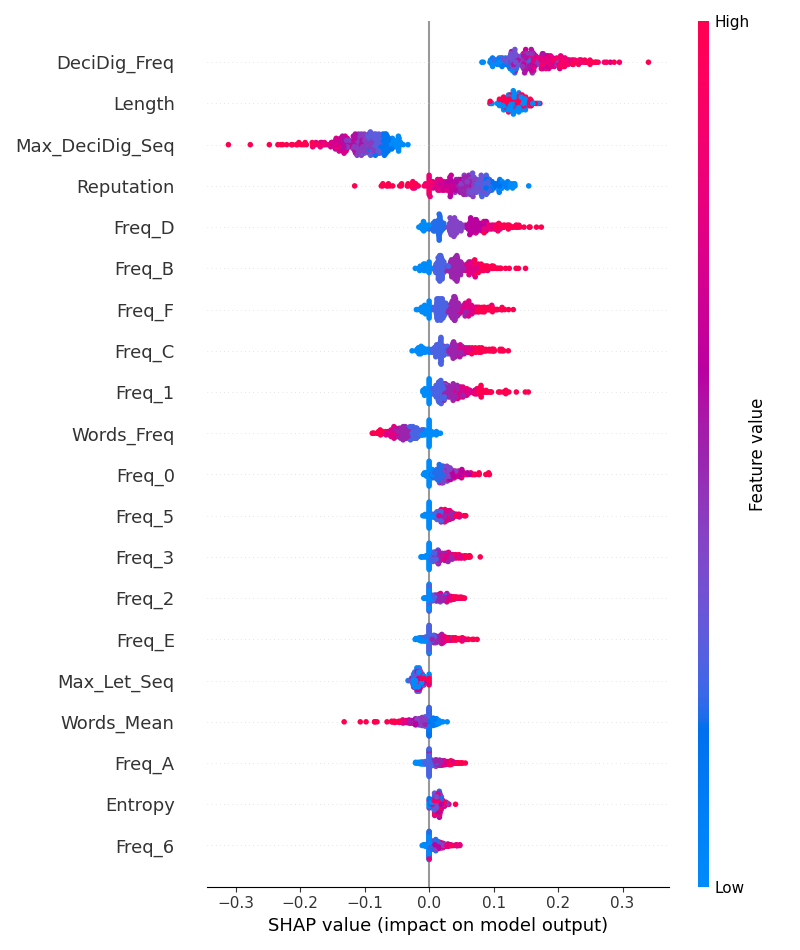 High
DeciDig_Freq
Length
Max_DeciDig_Seq
Reputation
Freq_D
Freq_B
Freq_F
Freq_C
Freq_1
Words_Freq
Freq_0
Freq_5
Freq_3
Freq_2
Freq_E
Max_Let_Seq
Words_Mean
Freq_A
Entropy
Freq_6
Feature value
Low
−0.3 −0.2 −0.1 0.0 0.1 0.2 0.3
SHAP value (impact on model output)